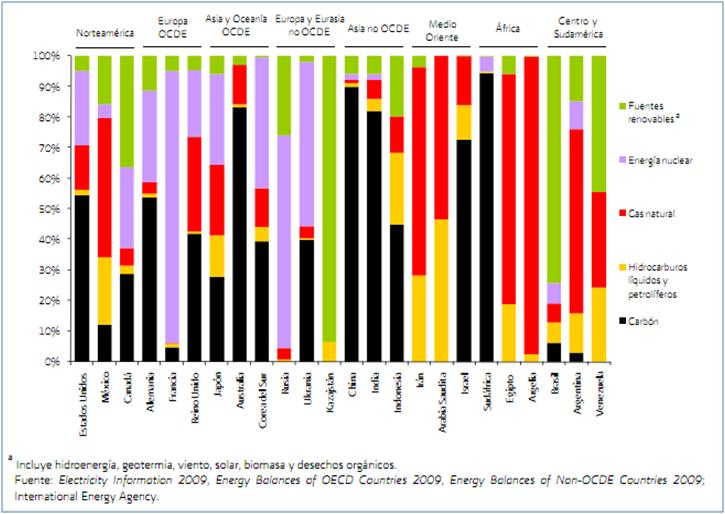 Norteamérica
Europa
OCDE
Asia y Oceanía
OCDE
Europa y Eurasia
no OCDE
Asia no OCDE
Medio
Oriente
África
Centro y
Sudamérica
100%
90%
80%
70%
60%
50%
40%
30%
20%
10%
0%
Fuentes
renovables a
Energía nuclear
Gas natural
Hidrocarburos
líquidos y
petrolíferos
Carbón
Estados Unidos
México
Canadá
Alemania
Francia
Reino Unido
Japón
Australia
Corea del Sur
Rusia
Ukrania
Kazajstán
China
India
Indonesia
Irán
Arabia Saudita
Israel
Sudáfrica
Egipto
Argelia
Brasil
Argentina
Venezuela
a Incluye hidroenergía, geotermia, viento, solar, biomasa y desechos orgánicos.
Fuente: Electricity Information 2009, Energy Balances of OECD Countries 2009, Energy Balances of Non-OCDE Countries 2009;
International Energy Agency.